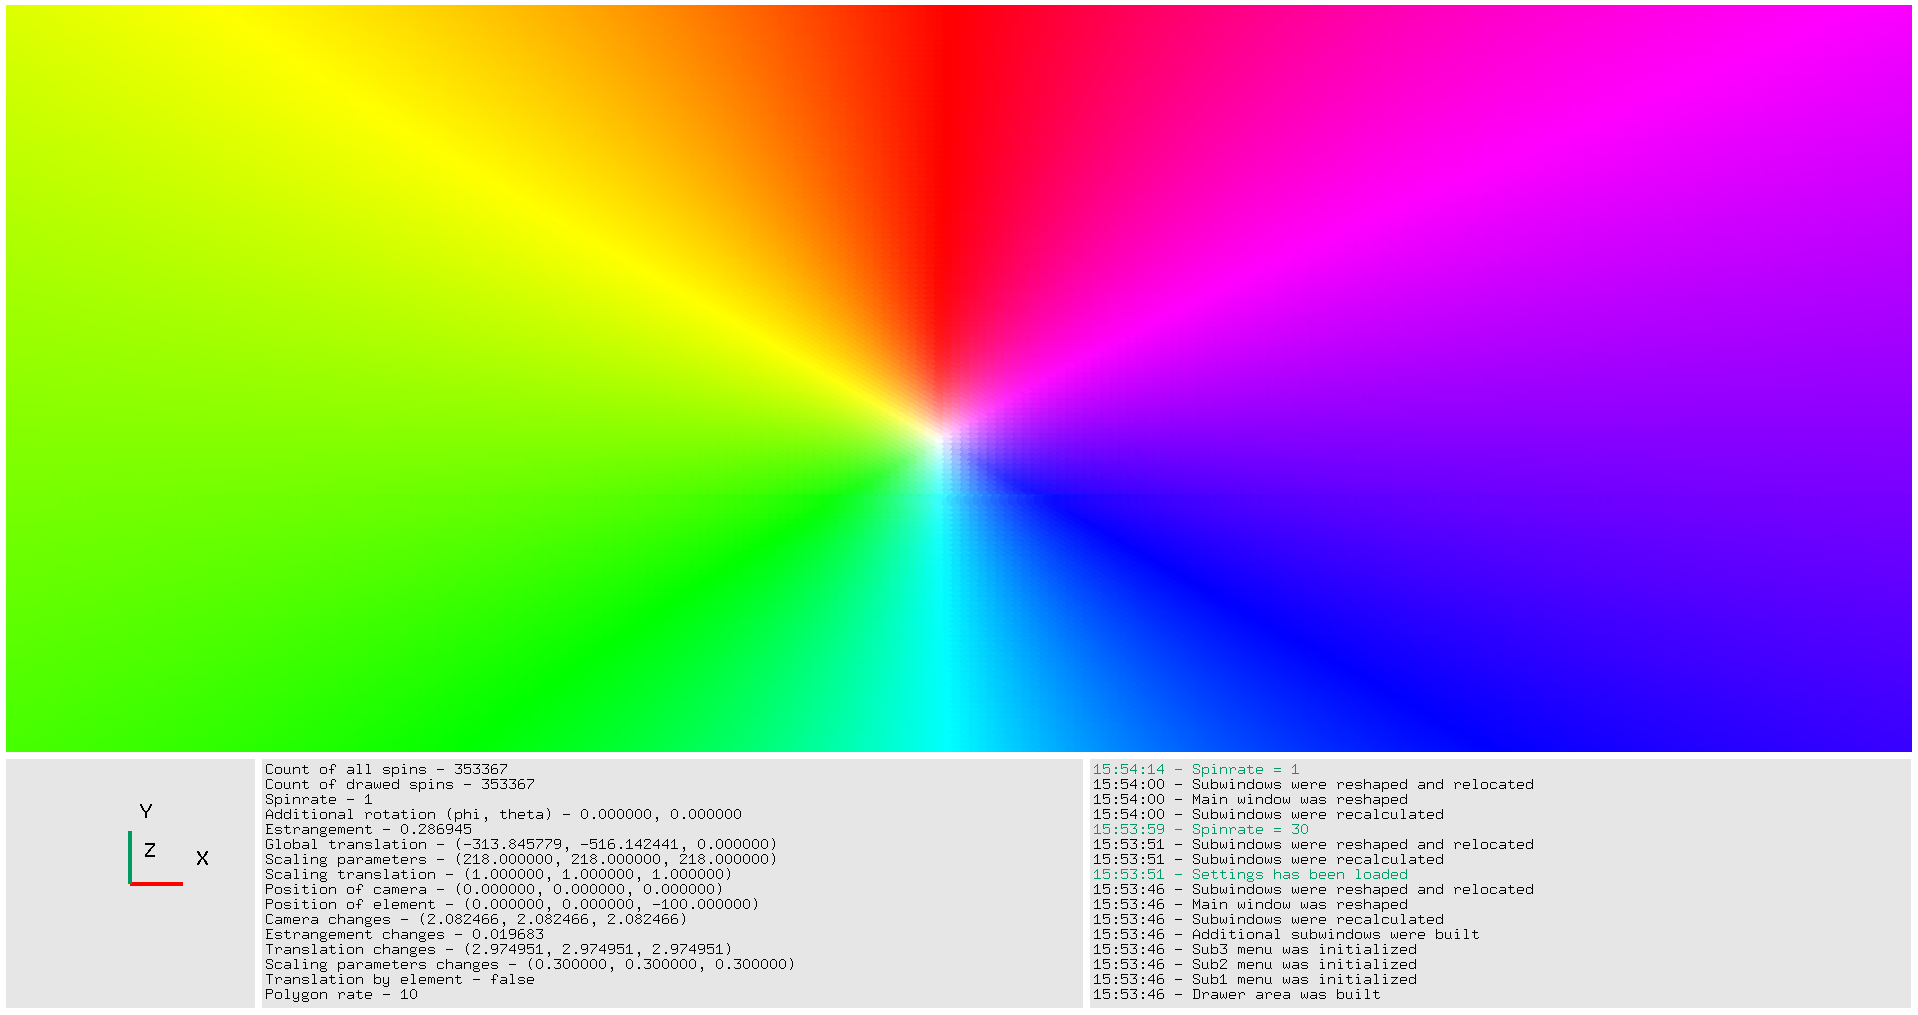 Y
Z
X
Count of all spins - 353367
Count of drawed spins - 353367
Spinrate - 1
Additional rotation (phi, theta) - 0.000000, 0.000000
Estrangement - 0.286945
Global translation - (-313.845779, -516.142441, 0.000000)
Scaling parameters - (218.000000, 218.000000, 218.000000)
Scaling translation - (1.000000, 1.000000, 1.000000)
Position of camera - (0.000000, 0.000000, 0.000000)
Position of element - (0.000000, 0.000000, -100.000000)
Camera changes - (2.082466, 2.082466, 2.082466)
Estrangement changes - 0.019683
Translation changes - (2.974951, 2.974951, 2.974951)
Scaling parameters changes - (0.300000, 0.300000, 0.300000)
Translation by element - false
Polygon rate - 10
15:54:14 - Spinrate = 1
15:54:00 - Subwindows were reshaped and relocated
15:54:00 - Main window was reshaped
15:54:00 - Subwindows were recalculated
15:53:59 - Spinrate = 30
15:53:51 - Subwindows were reshaped and relocated
15:53:51 - Subwindows were recalculated
15:53:51 - Settings has been loaded
15:53:46 - Subwindows were reshaped and relocated
15:53:46 - Main window was reshaped
15:53:46 - Subwindows were recalculated
15:53:46 - Additional subwindows were built
15:53:46 - Sub3 menu was initialized
15:53:46 - Sub2 menu was initialized
15:53:46 - Sub1 menu was initialized
15:53:46 - Drawer area was built